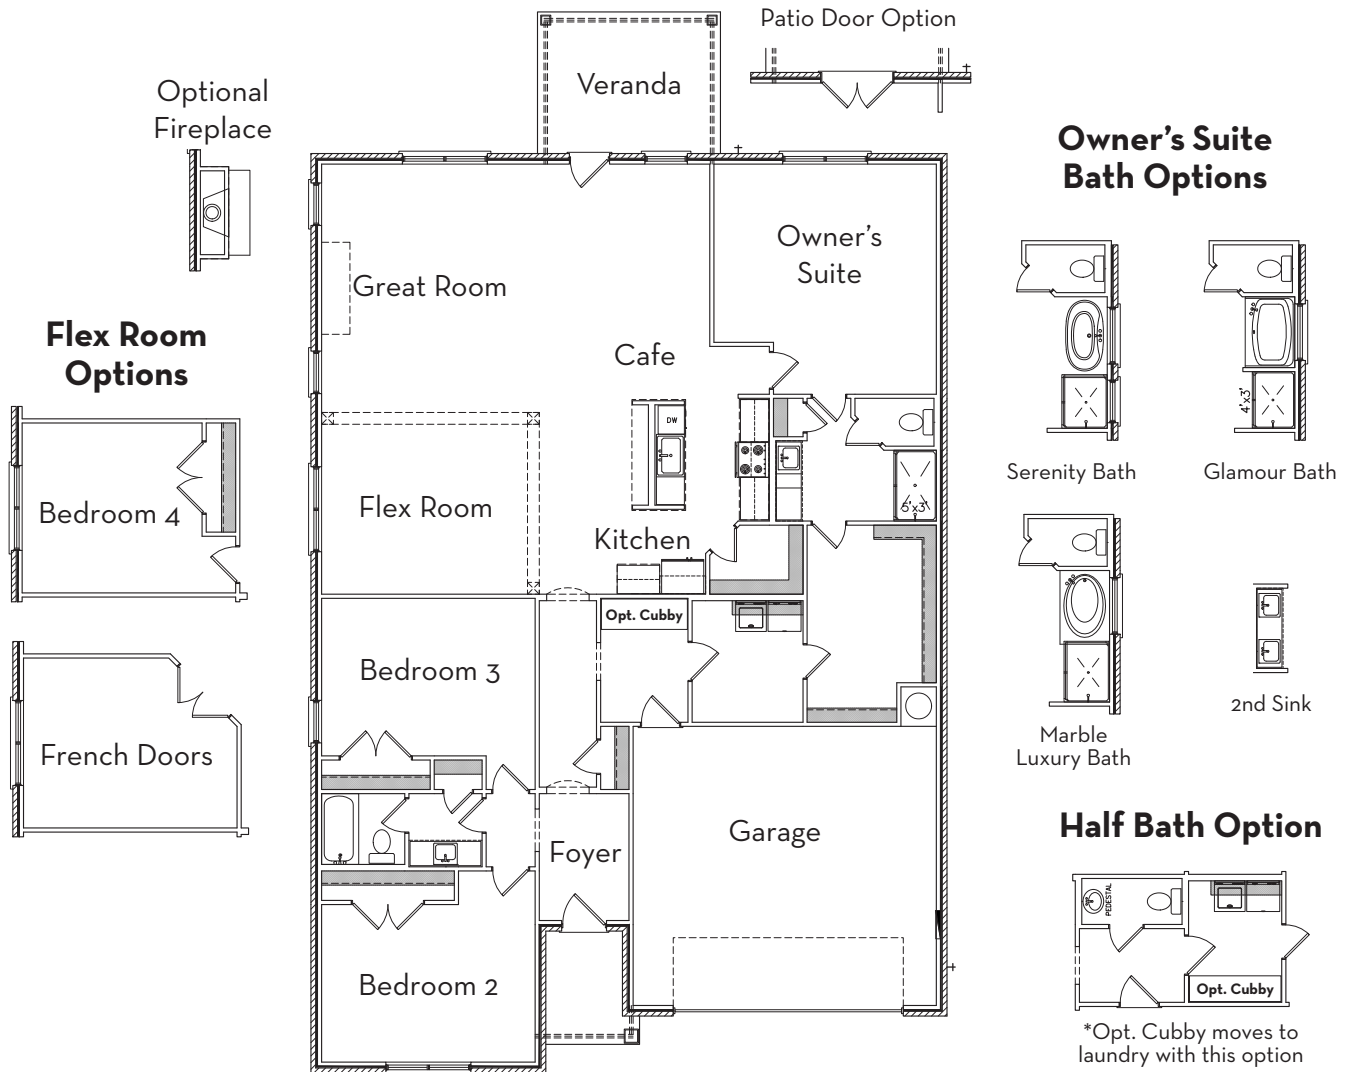 Patio Door Option
Veranda
Optional
Fireplace
Owner's Suite
Bath Options
Owner's
Suite
Great Room
Flex Room
Options
Cafe
DW
Bedroom 4
Flex Room
5'x3'
Kitchen
4'x3'
Serenity Bath
Glamour Bath
Opt. Cubby
Bedroom 3
2nd Sink
French Doors
Marble
Luxury Bath
Garage
Foyer
Half Bath Option
PEDESTAL
Bedroom 2
Opt. Cubby
*Opt. Cubby moves to
laundry with this option